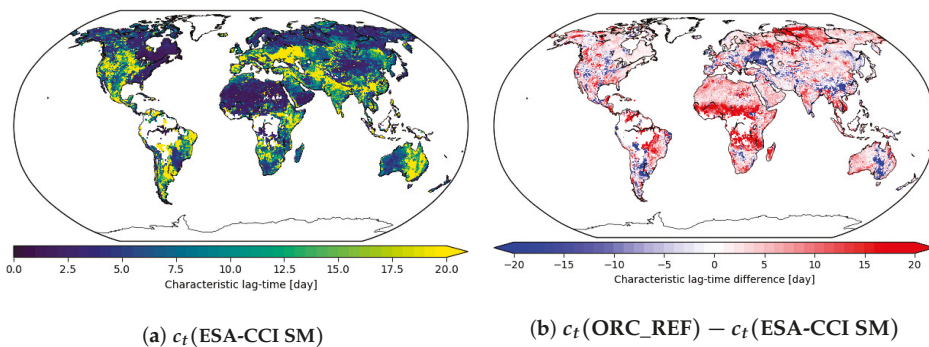 0.0 2.5 5.0 7.5 10.0 12.5 15.0 17.5 20.0
Characteristic lag-time [day]
(a) c_t(ESA-CCI SM)
−20 −15 −10 −5 0 5 10 15 20
Characteristic lag-time difference [day]
(b) c_t(ORC_REF) − c_t(ESA-CCI SM)